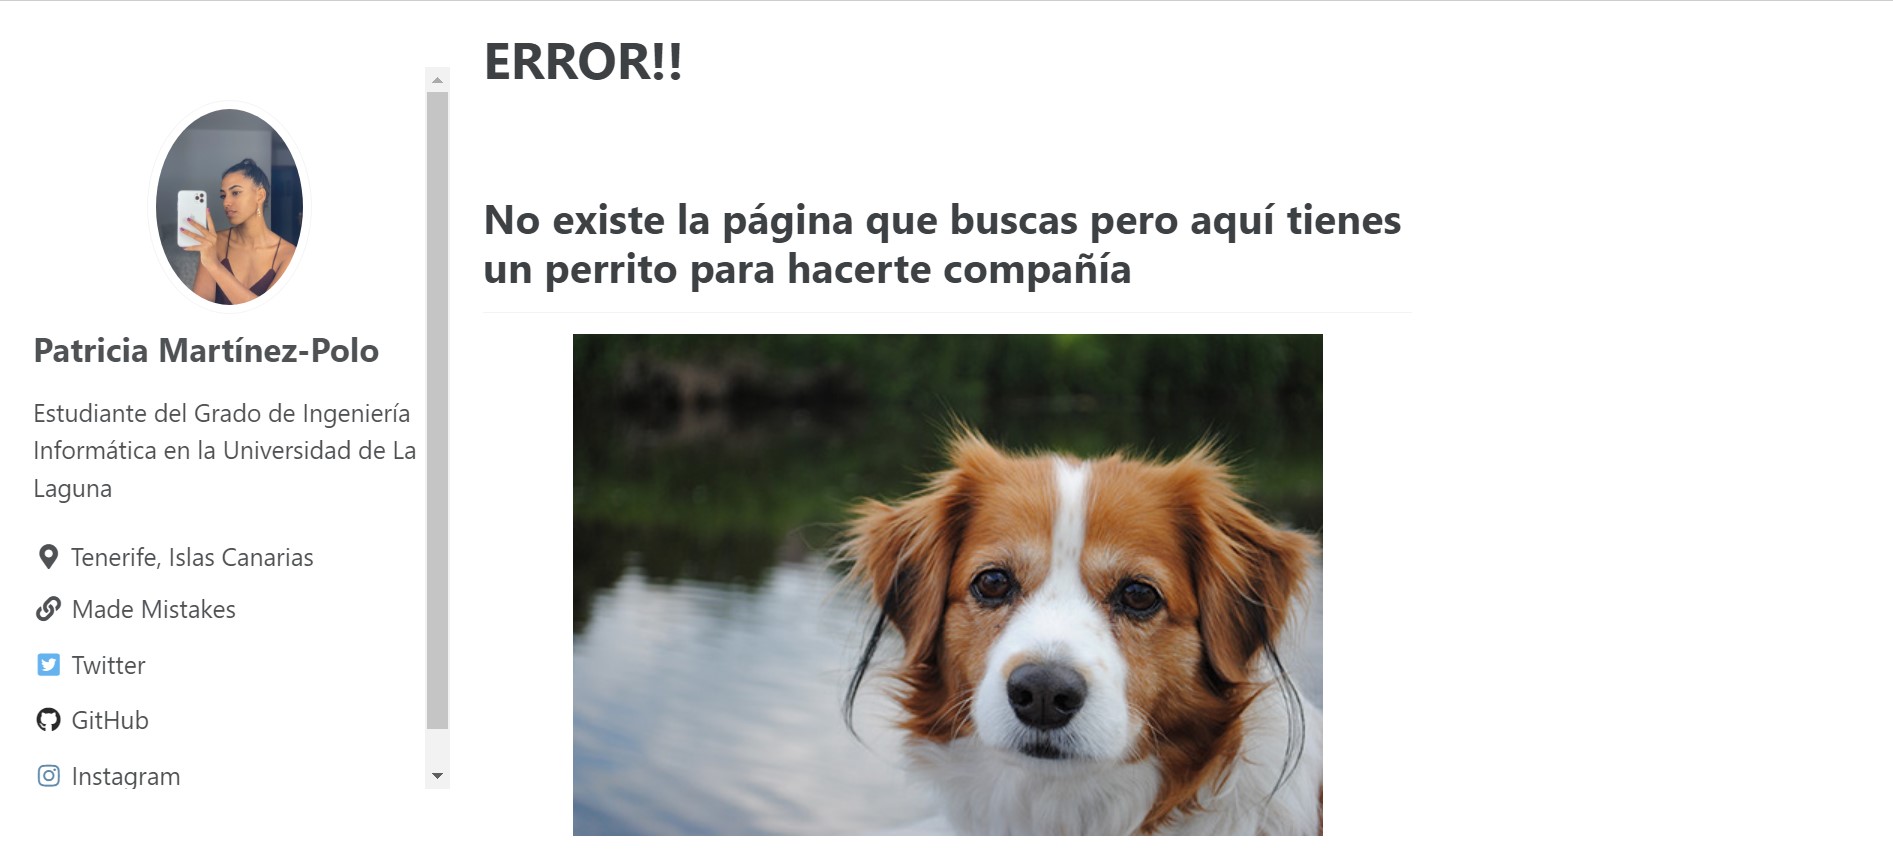 ERROR!!
No existe la página que buscas pero aquí tienes
un perrito para hacerte compañía
Patricia Martínez-Polo
Estudiante del Grado de Ingeniería
Informática en la Universidad de La
Laguna
Tenerife, Islas Canarias
Made Mistakes
Twitter
GitHub
Instagram